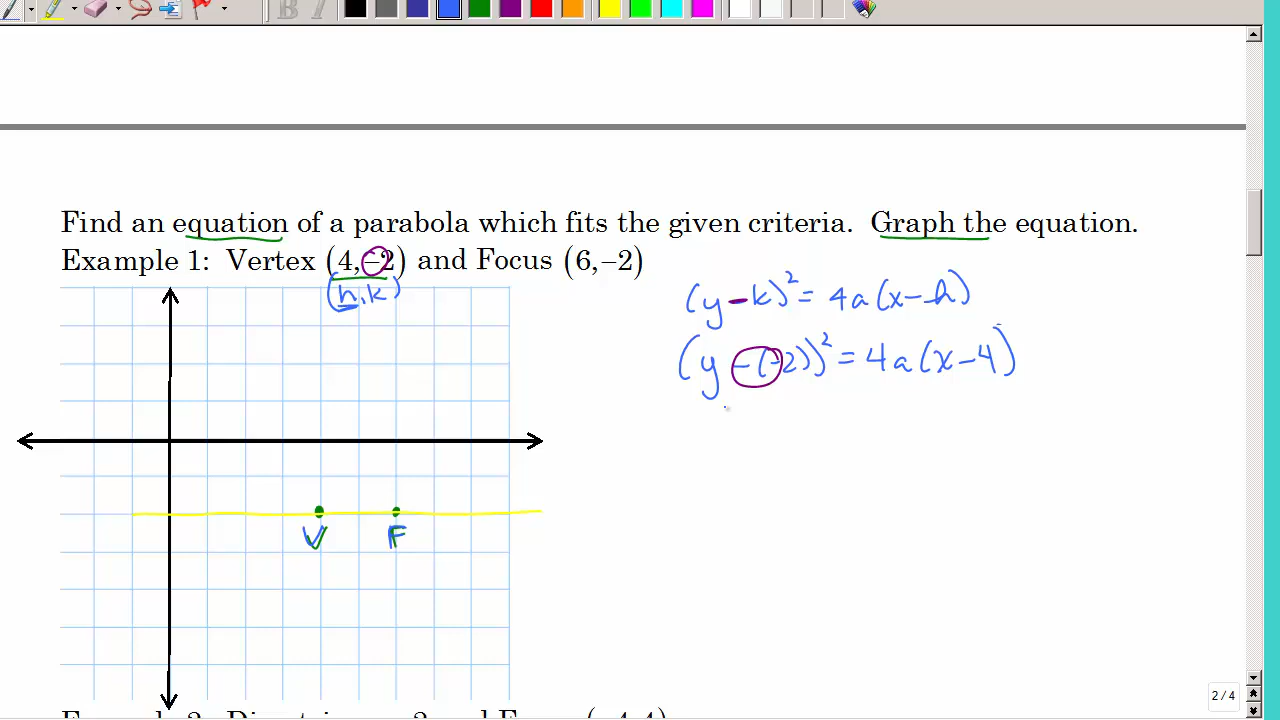 B U
Find an equation of a parabola which fits the given criteria. Graph the equation.
Example 1: Vertex (4,−2) and Focus (6,−2)
(h,k)
(y−k)²=4a(x−h)
(y−(−2))²=4a(x−4)
V F
2/4